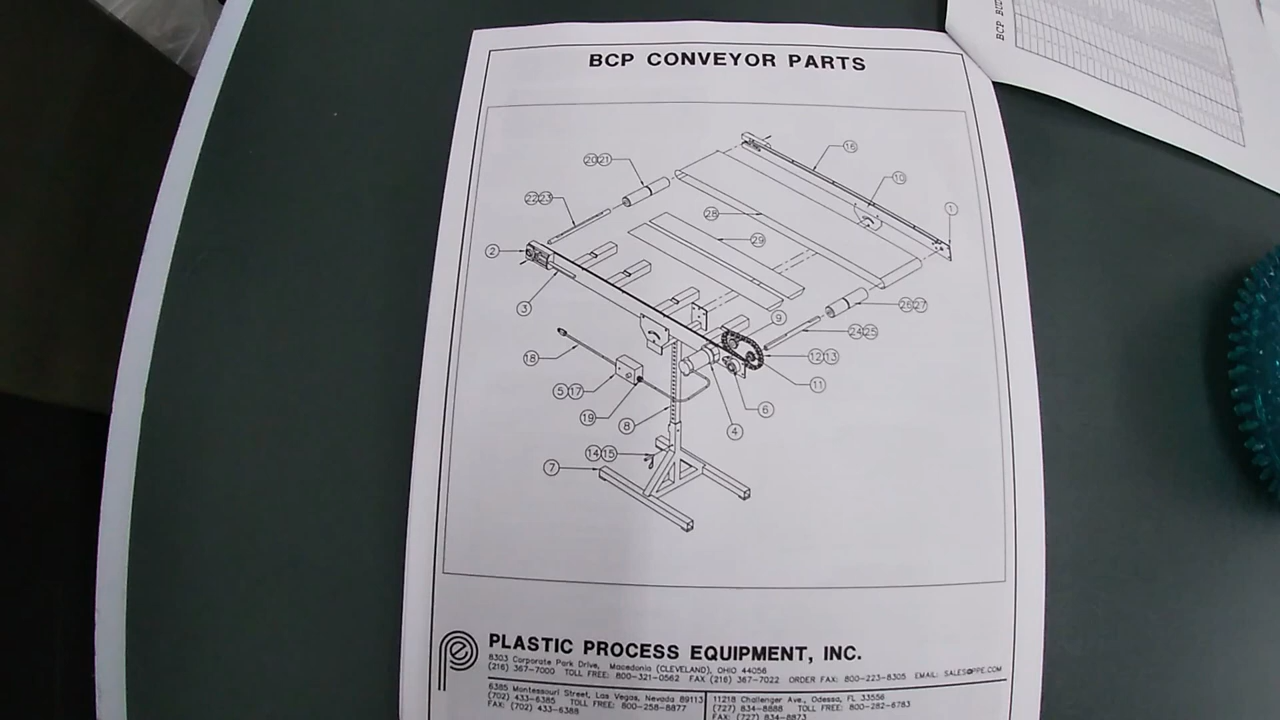 BCP CONVEYOR PARTS
16
20 21
10
22 23
1
28
29
2
3
26 27
9
24 25
18
12 13
11
5 17
6
19
8
4
14 15
7
PLASTIC PROCESS EQUIPMENT, INC.
8303 Corporate Park Drive, Macedonia (CLEVELAND), OHIO 44056
(216) 367-7000 TOLL FREE: 800-321-0562 FAX (216) 367-7022 ORDER FAX: 800-223-8305 EMAIL: SALES@PPE.COM
6385 Montessouri Street, Las Vegas, Nevada 89113
(702) 433-6385 TOLL FREE: 800-258-8877
FAX: (702) 433-6388
11218 Challenger Ave., Odessa, FL 33556
(727) 834-8888 TOLL FREE: 800-282-6783
FAX: (727) 834-8873
BCP